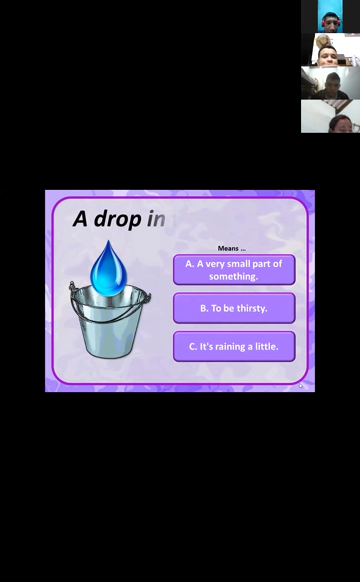 A drop in
Means ...
A. A very small part of
something.
B. To be thirsty.
C. It's raining a little.